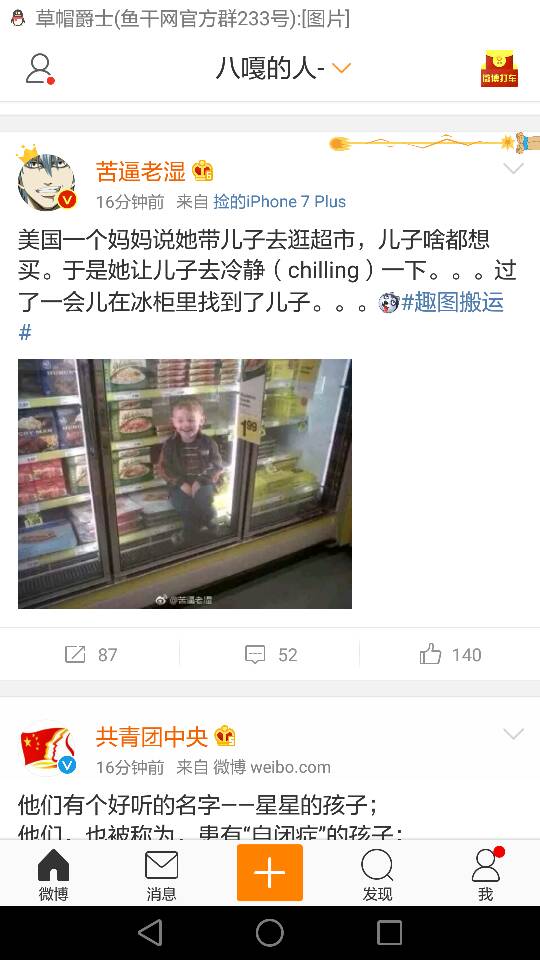 草帽爵士(鱼干网官方群233号):[图片]
八嘎的人-
微博打车
苦逼老湿
16分钟前 来自 捡的iPhone 7 Plus
美国一个妈妈说她带儿子去逛超市，儿子啥都想
买。于是她让儿子去冷静（chilling）一下。。。过
了一会儿在冰柜里找到了儿子。。。#趣图搬运
#
1.99
@苦逼老湿
87
52
140
共青团中央
16分钟前 来自 微博 weibo.com
他们有个好听的名字——星星的孩子；
他们，也被称为，患有“自闭症”的孩子；
微博
消息
发现
我